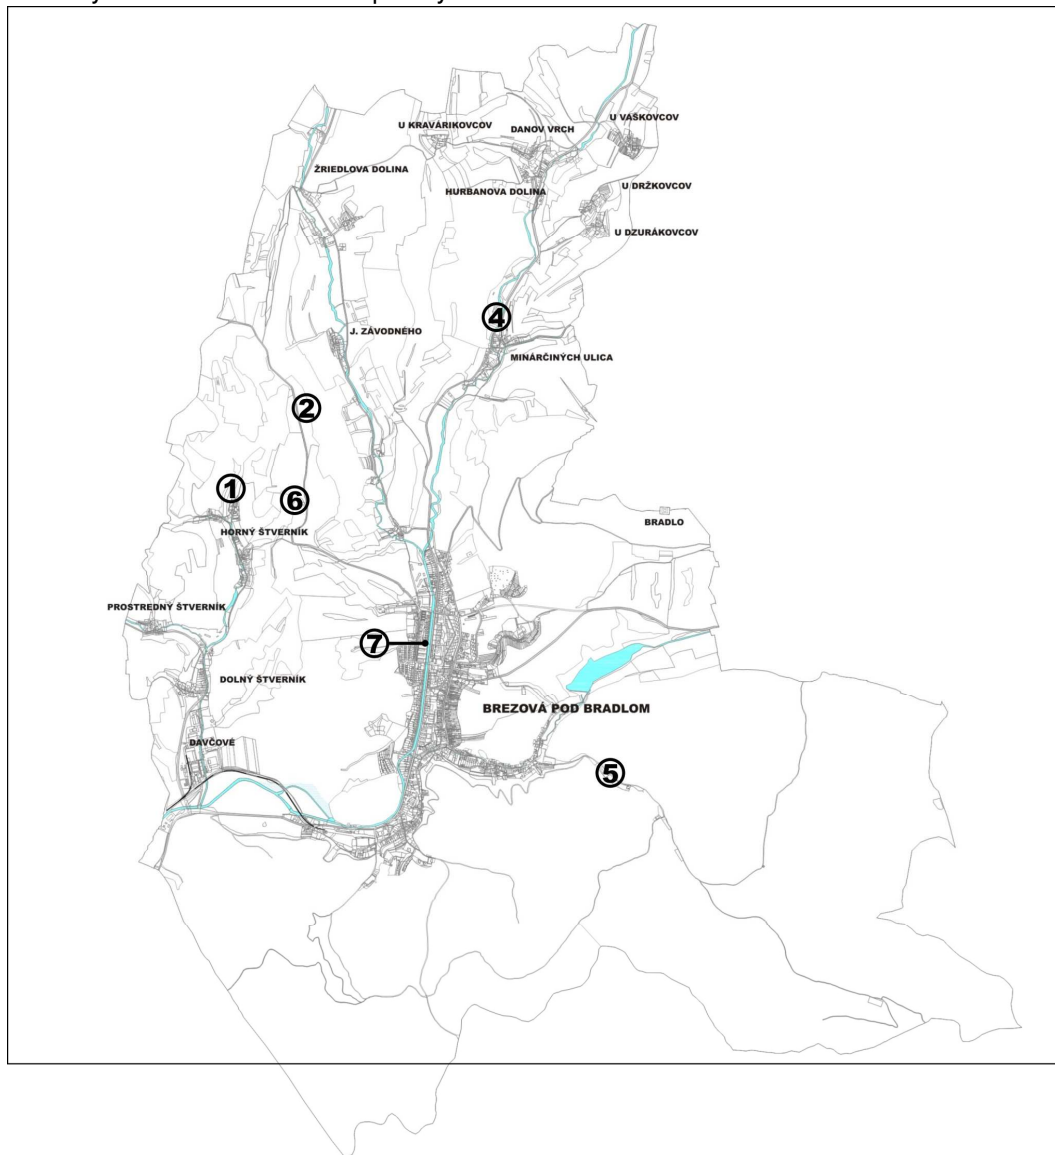 U VAŠKOVCOV
U KRAVÁRIKOVCOV
DANOV VRCH
ŽRIEDLOVA DOLINA
U DRŽKOVCOV
HURBANOVA DOLINA
U DZURÁKOVCOV
4
J. ZÁVODNÉHO
MINÁRČINÝCH ULICA
2
1
6
BRADLO
HORNÝ ŠTVERNÍK
PROSTREDNÝ ŠTVERNÍK
7
DOLNÝ ŠTVERNÍK
BREZOVÁ POD BRADLOM
DAVČOVÉ
5